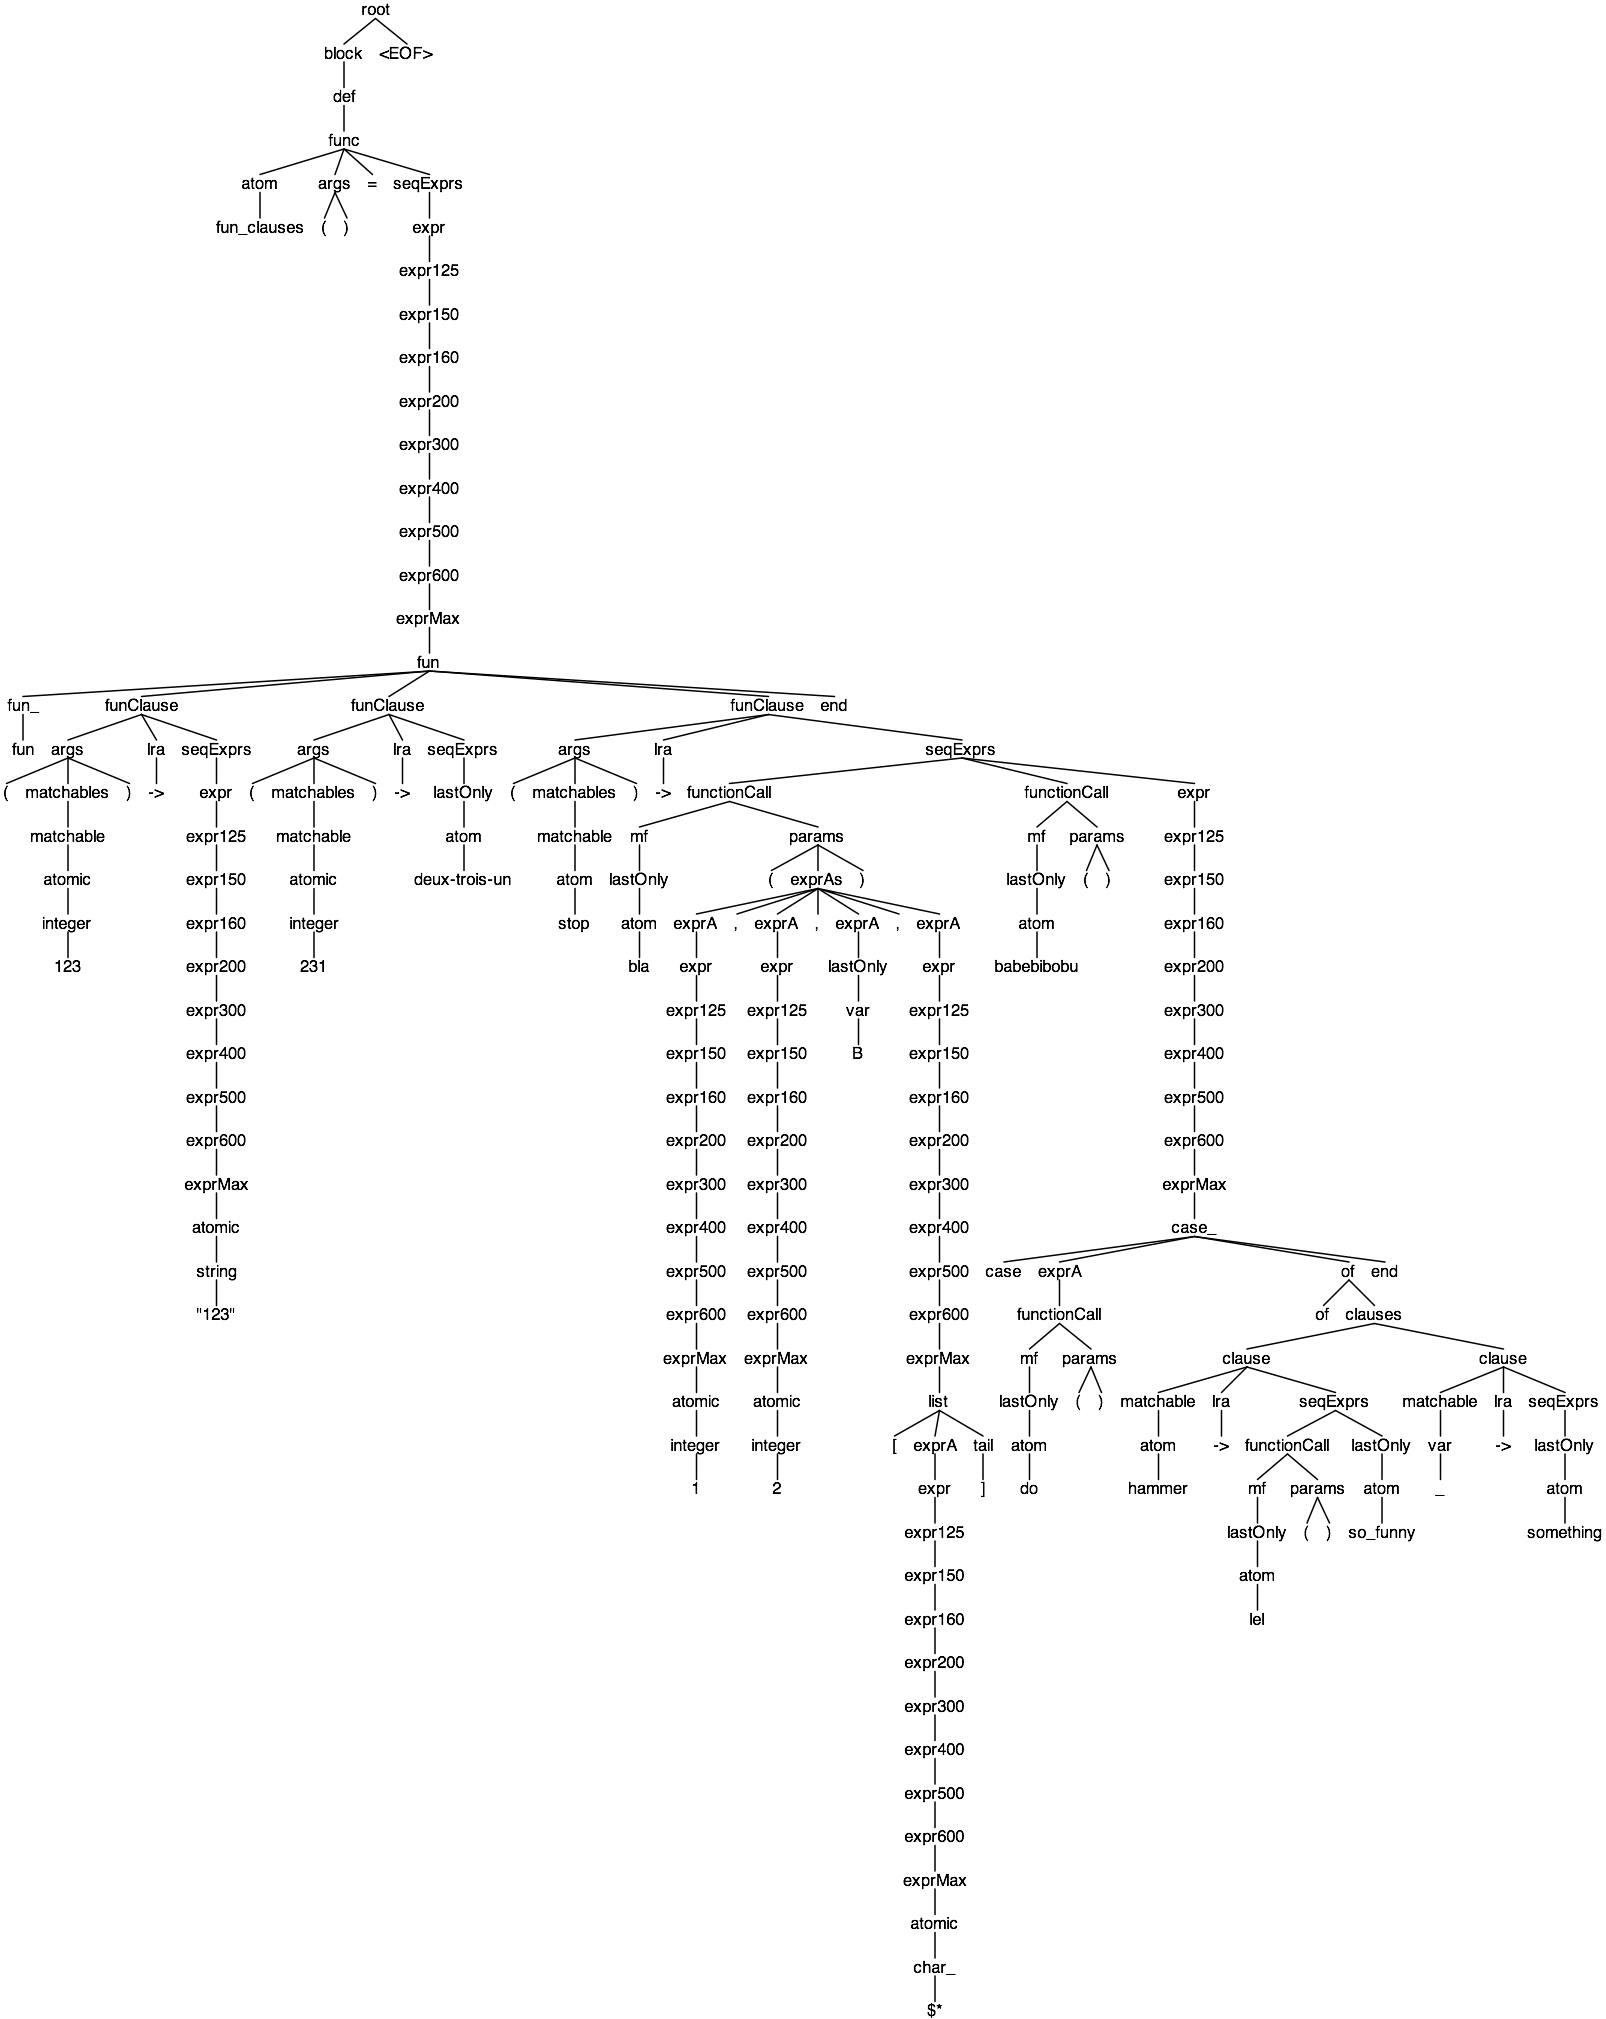 root
block <EOF>
def
func
atom args = seqExprs
fun_clauses ( ) expr
expr125
expr150
expr160
expr200
expr300
expr400
expr500
expr600
exprMax
fun
fun_ funClause funClause funClause end
fun args lra seqExprs args lra seqExprs args lra seqExprs
( matchables ) -> expr ( matchables ) -> lastOnly ( matchables ) -> functionCall functionCall expr
matchable expr125 matchable atom matchable mf params mf params expr125
atomic expr150 atomic deux-trois-un atom lastOnly ( exprAs ) lastOnly ( ) expr150
integer expr160 integer stop atom exprA , exprA , exprA , exprA atom expr160
123 expr200 231 bla expr expr lastOnly expr babebibobu expr200
expr300 expr125 expr125 var expr125 expr300
expr400 expr150 expr150 B expr150 expr400
expr500 expr160 expr160 expr160 expr500
expr600 expr200 expr200 expr200 expr600
exprMax expr300 expr300 expr300 exprMax
atomic expr400 expr400 expr400 case_
string expr500 expr500 expr500 case exprA of end
"123" expr600 expr600 expr600 functionCall of clauses
exprMax exprMax exprMax mf params clause clause
atomic atomic list lastOnly ( ) matchable lra seqExprs matchable lra seqExprs
integer integer [ exprA tail atom atom -> functionCall lastOnly var -> lastOnly
1 2 expr ] do hammer mf params atom _ atom
expr125 lastOnly ( ) so_funny something
expr150 atom
expr160 lel
expr200
expr300
expr400
expr500
expr600
exprMax
atomic
char_
$*